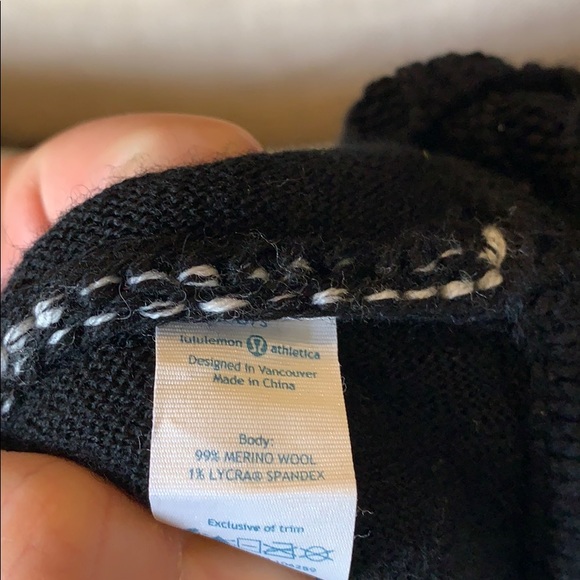 lululemon athletica
Designed in Vancouver
Made in China
Body:
99% MERINO WOOL
1% LYCRA® SPANDEX
Exclusive of trim